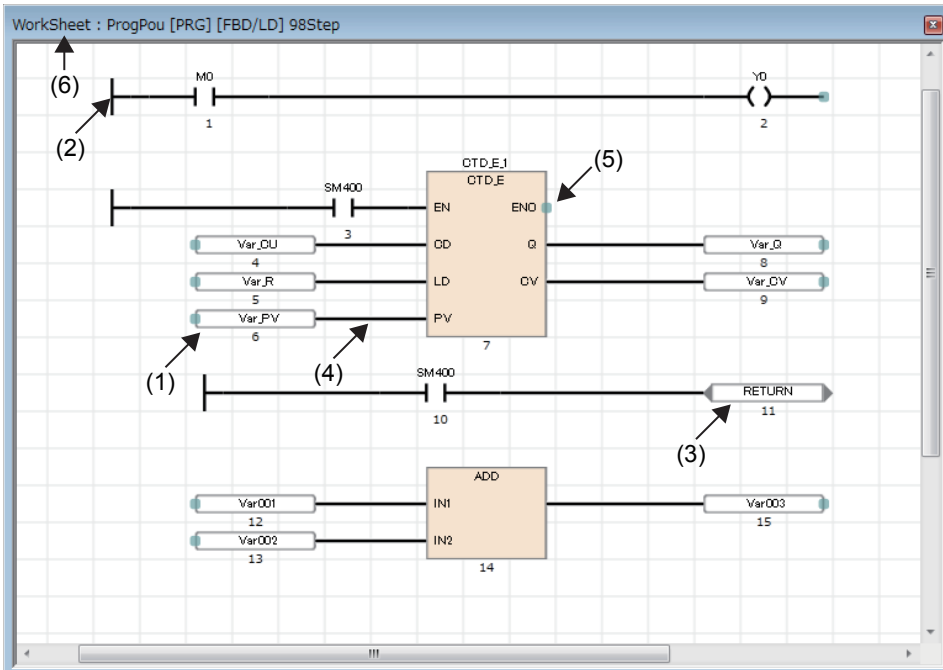 WorkSheet : ProgPou [PRG] [FBD/LD] 98Step
(6)
M0
Y0
(2)
1
2
CTD_E_1
(5)
CTD_E
SM400
EN
ENO
3
Var_CU
CD
Q
Var_Q
4
8
Var_R
LD
CV
Var_CV
5
9
Var_PV
PV
6
7
(1)
(4)
SM400
RETURN
10
11
(3)
ADD
Var001
IN1
Var003
12
15
Var002
IN2
13
14